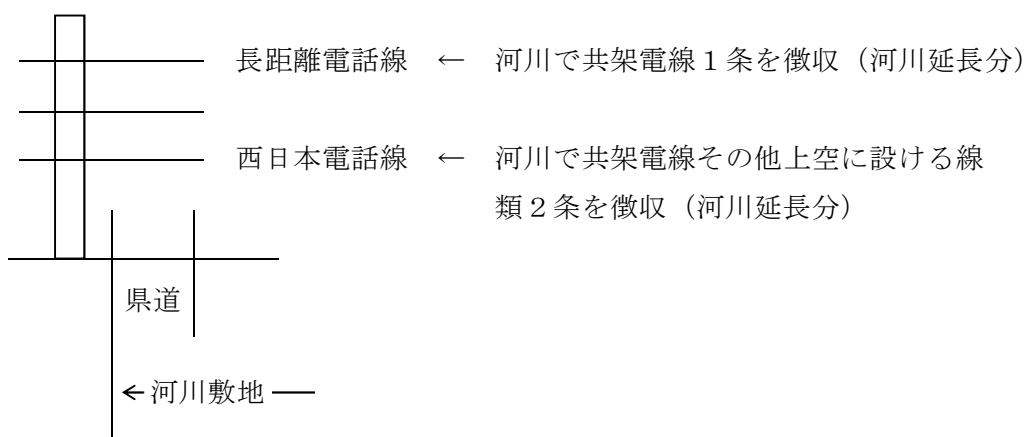 長距離電話線 ← 河川で共架電線1条を徴収（河川延長分）
西日本電話線 ← 河川で共架電線その他上空に設ける線
類2条を徴収（河川延長分）
県道
←河川敷地